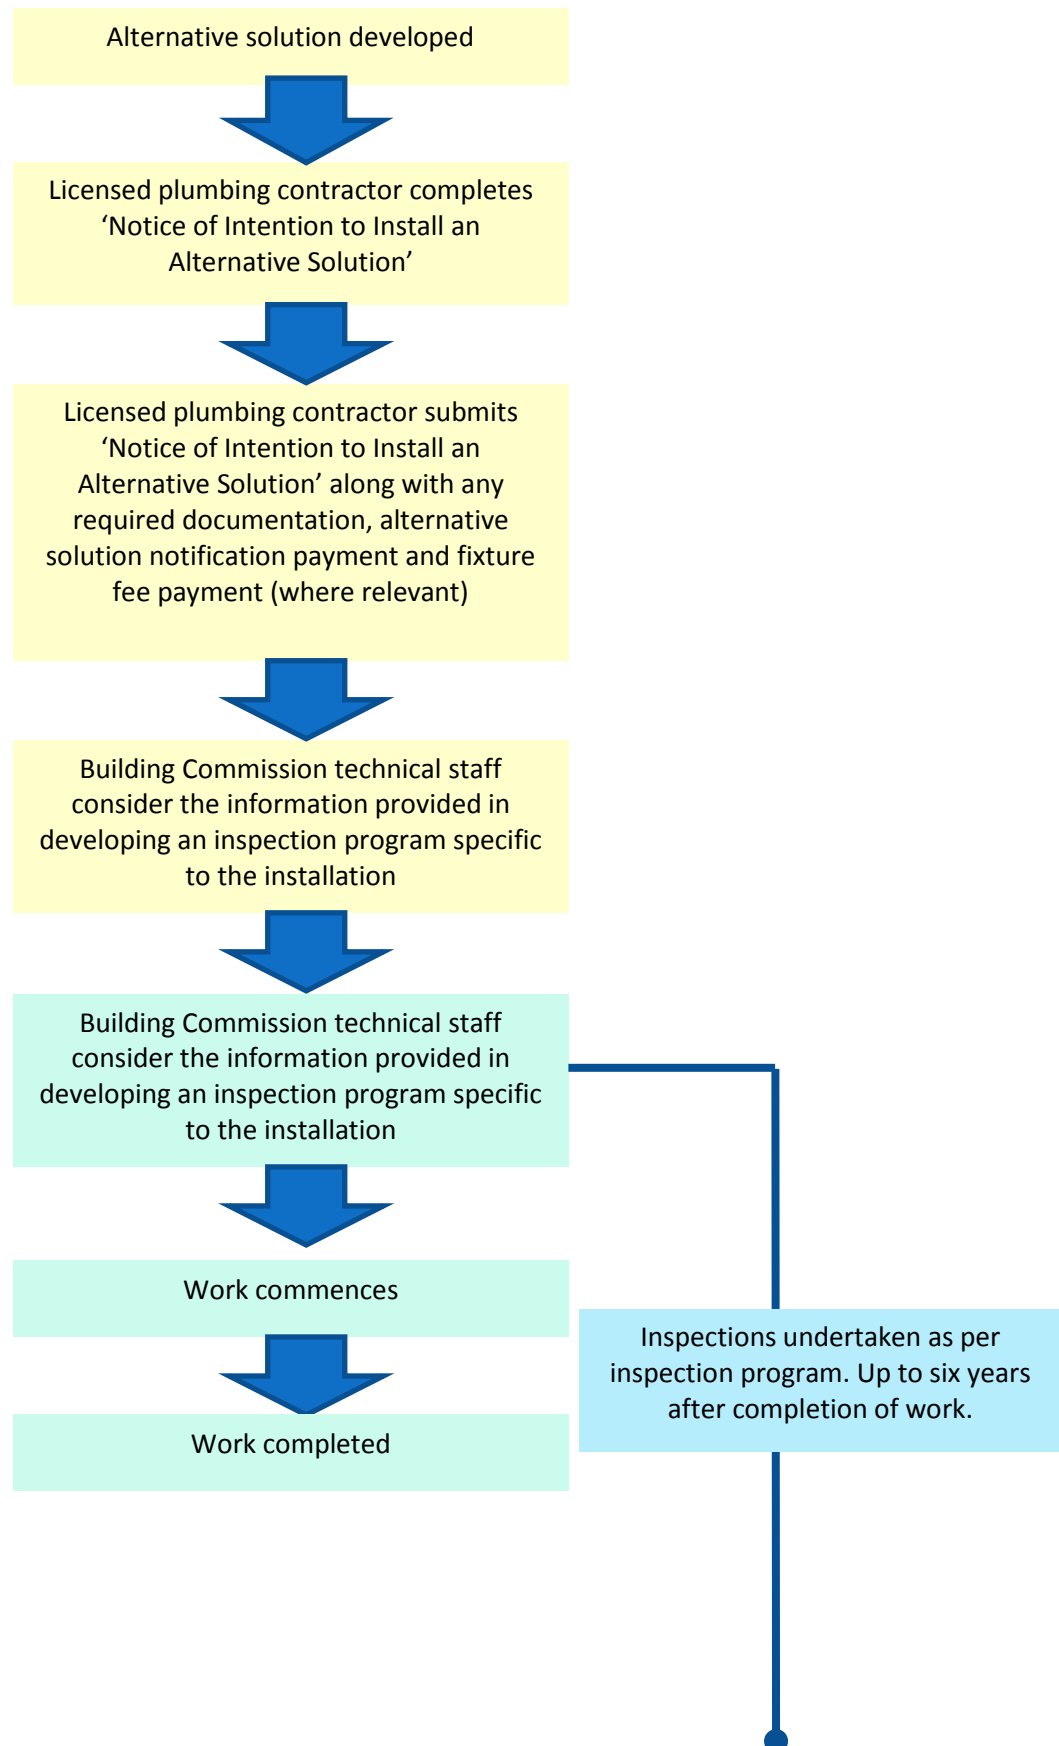 Alternative solution developed
Licensed plumbing contractor completes
‘Notice of Intention to Install an
Alternative Solution’
Licensed plumbing contractor submits
‘Notice of Intention to Install an
Alternative Solution’ along with any
required documentation, alternative
solution notification payment and fixture
fee payment (where relevant)
Building Commission technical staff
consider the information provided in
developing an inspection program specific
to the installation
Building Commission technical staff
consider the information provided in
developing an inspection program specific
to the installation
Work commences
Inspections undertaken as per
inspection program. Up to six years
after completion of work.
Work completed